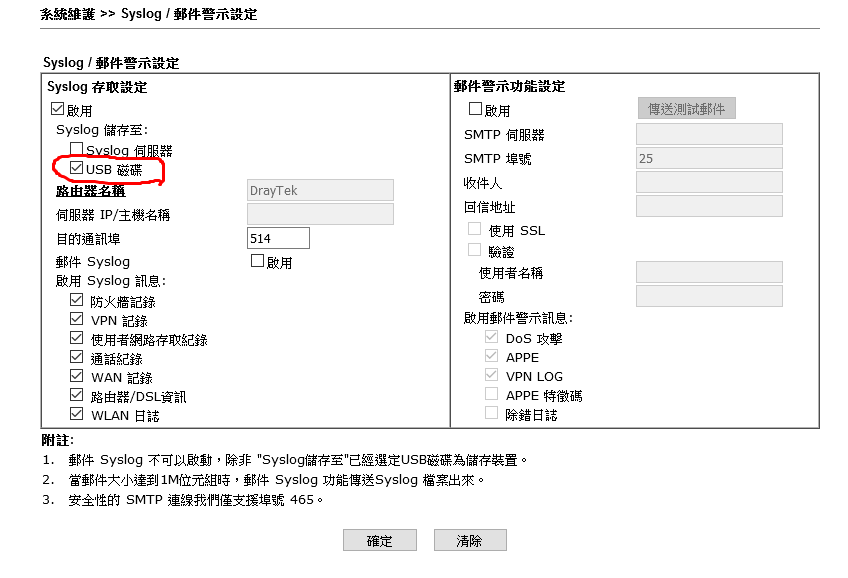 系統維護 >> Syslog / 郵件警示設定
Syslog / 郵件警示設定
Syslog 存取設定
啟用
Syslog 儲存至:
Syslog 伺服器
USB 磁碟
路由器名稱 DrayTek
伺服器 IP/主機名稱
目的通訊埠 514
郵件 Syslog 啟用
啟用 Syslog 訊息:
防火牆記錄
VPN 記錄
使用者網路存取紀錄
通話紀錄
WAN 記錄
路由器/DSL資訊
WLAN 日誌
郵件警示功能設定
啟用 傳送測試郵件
SMTP 伺服器
SMTP 埠號 25
收件人
回信地址
使用 SSL
驗證
使用者名稱
密碼
啟用郵件警示訊息:
DoS 攻擊
APPE
VPN LOG
APPE 特徵碼
除錯日誌
附註:
1. 郵件 Syslog 不可以啟動，除非 "Syslog儲存至"已經選定USB磁碟為儲存裝置。
2. 當郵件大小達到1M位元組時，郵件 Syslog 功能傳送Syslog 檔案出來。
3. 安全性的 SMTP 連線我們僅支援埠號 465。
確定 清除